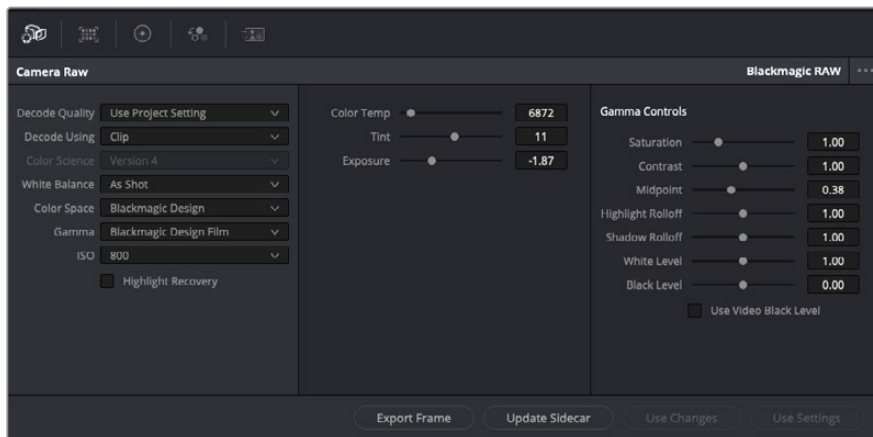 Camera Raw
Blackmagic RAW
Decode Quality Use Project Setting
Decode Using Clip
Color Science Version 4
White Balance As Shot
Color Space Blackmagic Design
Gamma Blackmagic Design Film
ISO 800
Highlight Recovery
Color Temp 6872
Tint 11
Exposure -1.87
Gamma Controls
Saturation 1.00
Contrast 1.00
Midpoint 0.38
Highlight Rolloff 1.00
Shadow Rolloff 1.00
White Level 1.00
Black Level 0.00
Use Video Black Level
Export Frame
Update Sidecar
Use Changes
Use Settings